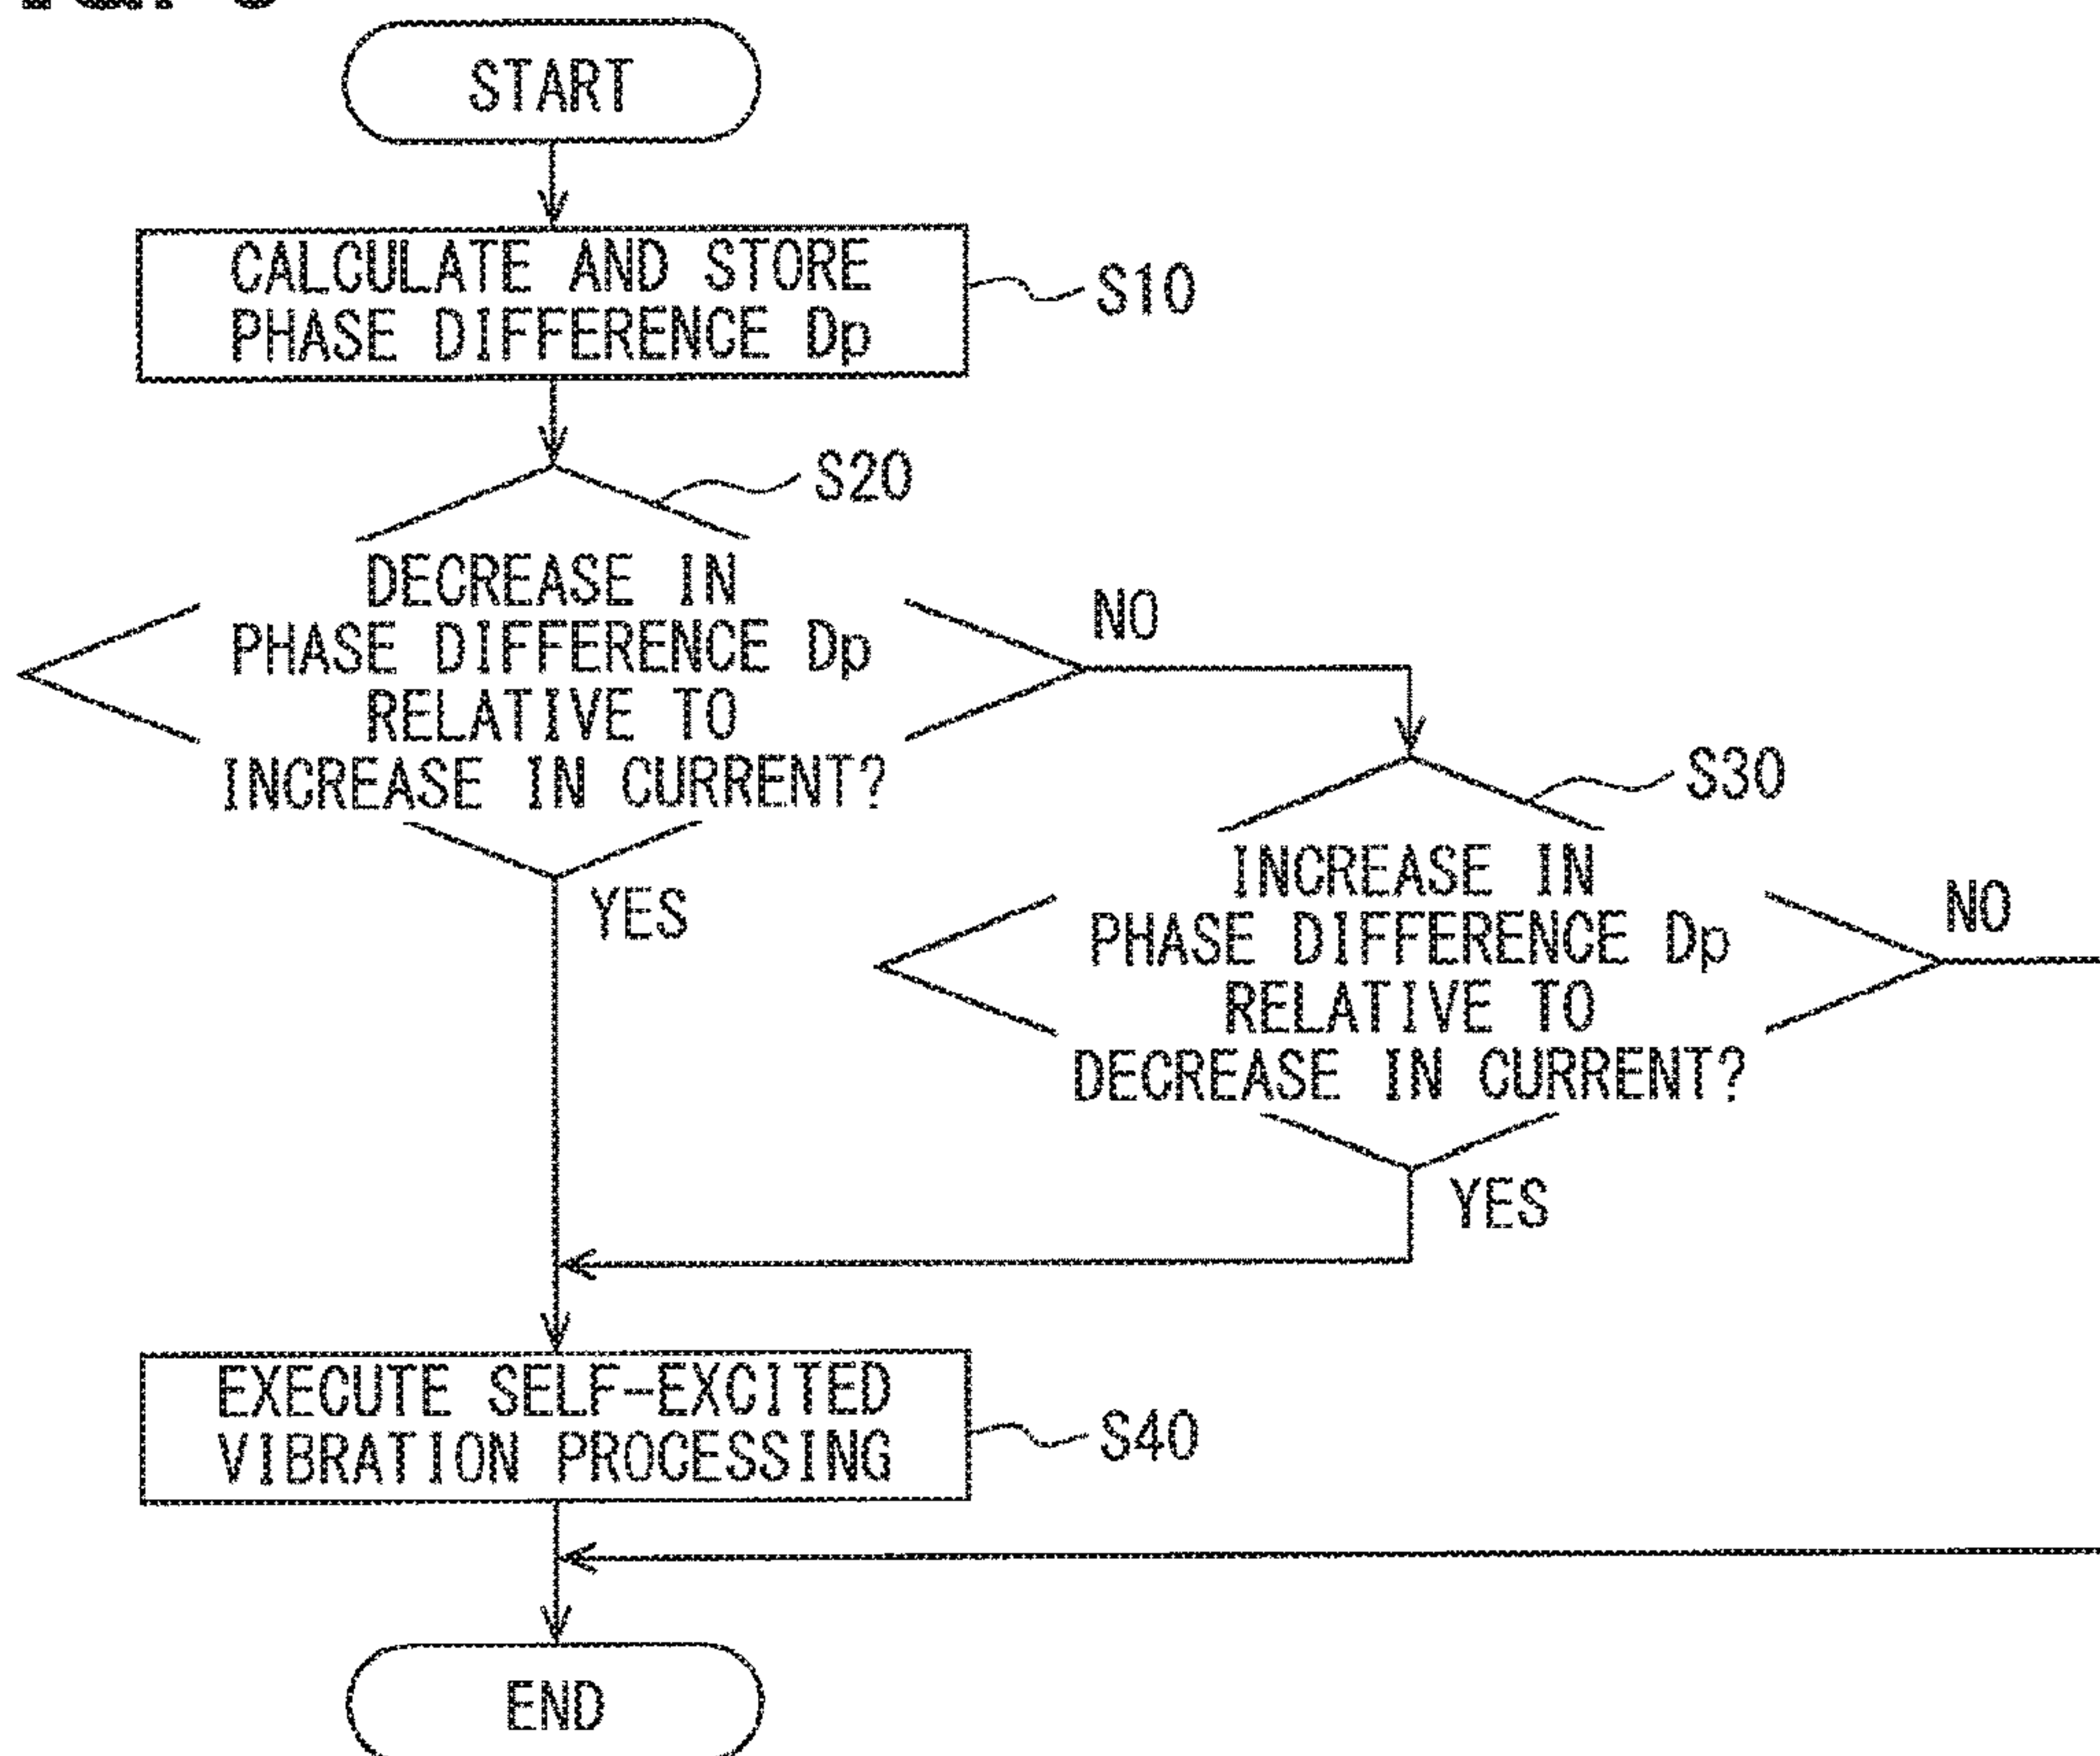 START
CALCULATE AND STORE
PHASE DIFFERENCE Dp
S10
S20
DECREASE IN
PHASE DIFFERENCE Dp
RELATIVE TO
INCREASE IN CURRENT?
NO
YES
S30
INCREASE IN
PHASE DIFFERENCE Dp
RELATIVE TO
DECREASE IN CURRENT?
NO
YES
EXECUTE SELF-EXCITED
VIBRATION PROCESSING
S40
END